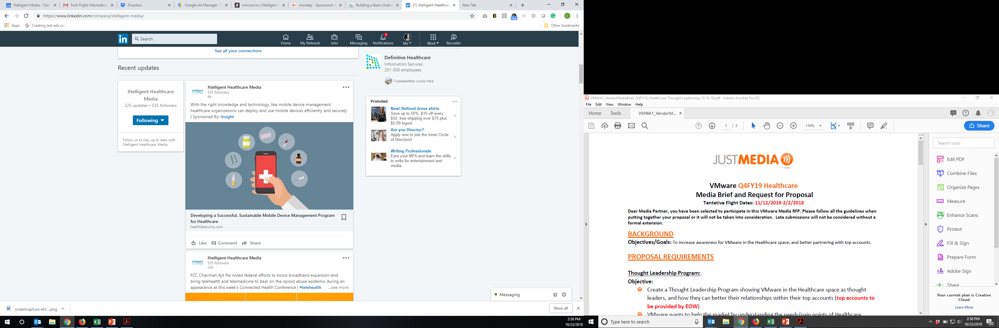 Xtelligent Media - Cale
Fwd: Flight Information
Dropbox
Google Ad Manager - L
nmccarron | Xtelligent
monday - Sponsored A
Building a Basic Under
(1) Xtelligent Healthcar
New Tab
https://www.linkedin.com/company/xtelligent-media/
New
L
Apps
Creating test ads usi
Other bookmarks
in
Search
Home
My Network
Jobs
Messaging
1
Notifications
Me
Work
Recruiter
See all your connections
Recent updates
Xtelligent Healthcare
Media
225 updates • 535 followers
Following
Follow us to stay up to date with
Xtelligent Healthcare Media.
xtelligent
Xtelligent Healthcare Media
535 followers
4h
With the right knowledge and technology, like mobile device management,
healthcare organizations can deploy and use mobile devices efficiently and securely
| Sponsored By: Insight
Developing a Successful, Sustainable Mobile Device Management Program
for Healthcare
healthitsecurity.com
Like
Comment
Share
xtelligent
Xtelligent Healthcare Media
535 followers
23h
FCC Chairman Ajit Pai noted federal efforts to boost broadband expansion and
bring telehealth and telemedicine to bear on the opioid abuse epidemic during an
appearance at this week's Connected Health Conference | #telehealth ...see more
Definitive Healthcare
Information Services
201-500 employees
1 connection works here
Promoted
New! Refined dress shirts
Save up to 50%, $10 off every
$50, free shipping over $75 plus
$5.99 logos!
Are you Director?
Apply now to join the Inner Circle
of Directors!
Writing Professionals
Earn your MFA and learn the skills
to write for entertainment and
media.
Messaging
screencapture-ehr....png
Show all
2:58 PM
10/23/2018
VMWA1_VendorMediaBrief_Q4FY19_Healthcare Thought Leadership_10.16.18.pdf - Adobe Acrobat Pro DC
File Edit View Window Help
Home
Tools
VMWA1_VendorM...
1 / 3
116%
Share
JUSTMEDIA
VMware Q4FY19 Healthcare
Media Brief and Request for Proposal
Tentative Flight Dates: 11/12/2018-2/2/2018
Dear Media Partner, you have been selected to participate in this VMware Media RFP. Please follow all the guidelines when
putting together your proposal or it will not be taken into consideration. Late submissions will not be considered without a
formal extension.
BACKGROUND
Objectives/Goals: To increase awareness for VMware in the Healthcare space, and better partnering with top accounts.
PROPOSAL REQUIREMENTS
Thought Leadership Program:
Objective:
Create a Thought Leadership Program showing VMware in the Healthcare space as thought
leaders, and how they can better their relationships within their top accounts (top accounts to
be provided by EOW)
VMware wants to help the market by understanding the needs/pain points of Healthcare
Search tools
Edit PDF
Combine Files
Organize Pages
Measure
Enhance Scans
Protect
Fill & Sign
Prepare Form
Adobe Sign
Share
Your current plan is Creative
Cloud
Learn More
Type here to search
2:58 PM
10/23/2018
20